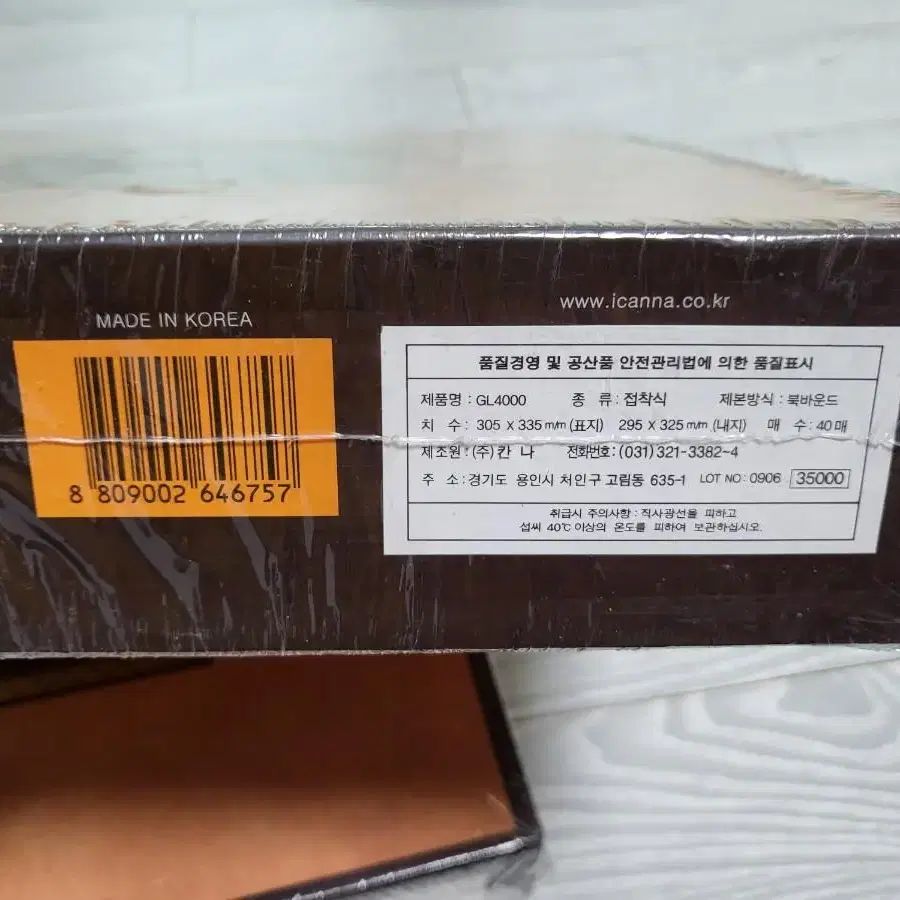 www.icanna.co.kr
MADE IN KOREA
8 809002 646757
품질경영 및 공산품 안전관리법에 의한 품질표시
제품명 : GL4000 종 류 : 접착식 제본방식 : 북바운드
치 수 : 305 x 335 m/m (표지) 295 x 325 m/m (내지) 매 수 : 40 매
제조원 : (주) 칸 나 전화번호 : (031) 321-3382~4
주 소 : 경기도 용인시 처인구 고림동 635-1 LOT NO : 0906 35000
취급시 주의사항 : 직사광선을 피하고
섭씨 40℃ 이상의 온도를 피하여 보관하십시오.